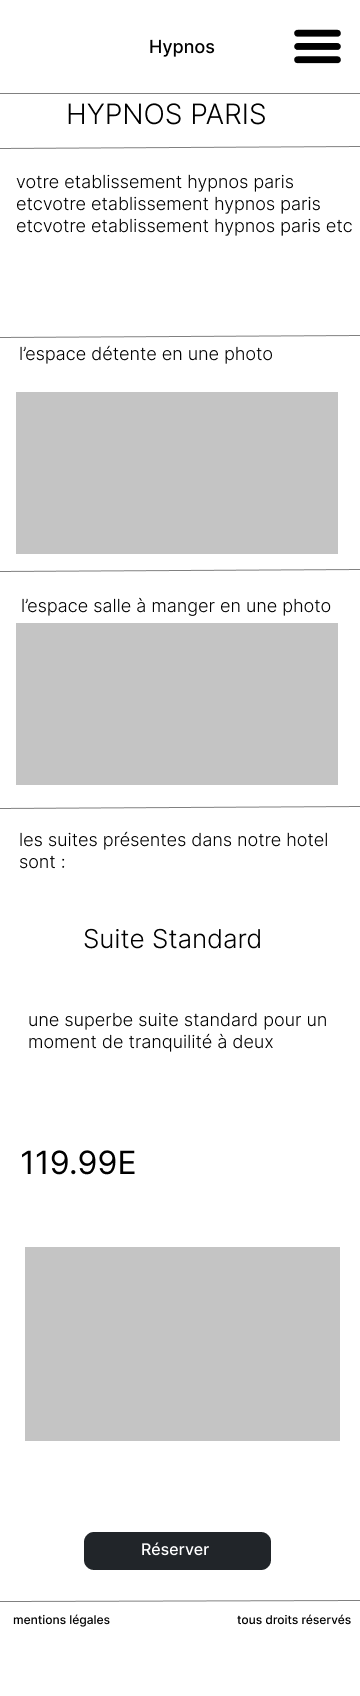 Hypnos
HYPNOS PARIS
votre etablissement hypnos paris
etcvotre etablissement hypnos paris
etcvotre etablissement hypnos paris etc
l'espace détente en une photo
l'espace salle à manger en une photo
les suites présentes dans notre hotel
sont :
Suite Standard
une superbe suite standard pour un
moment de tranquilité à deux
119.99E
Réserver
mentions légales
tous droits réservés